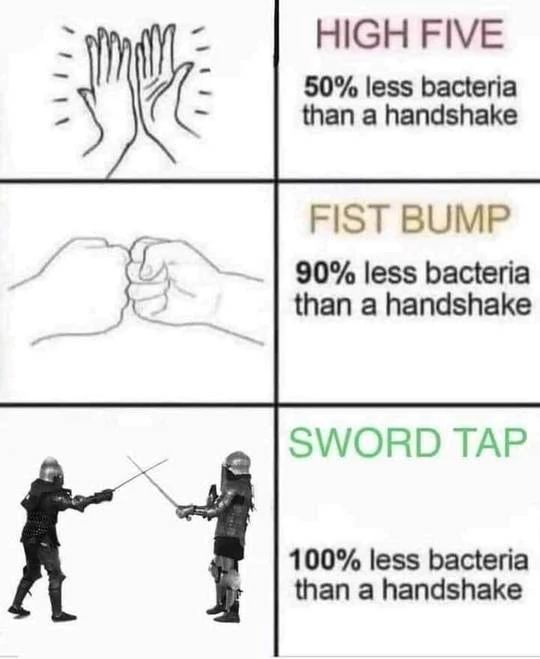 HIGH FIVE
50% less bacteria
than a handshake
FIST BUMP
90% less bacteria
than a handshake
SWORD TAP
100% less bacteria
than a handshake